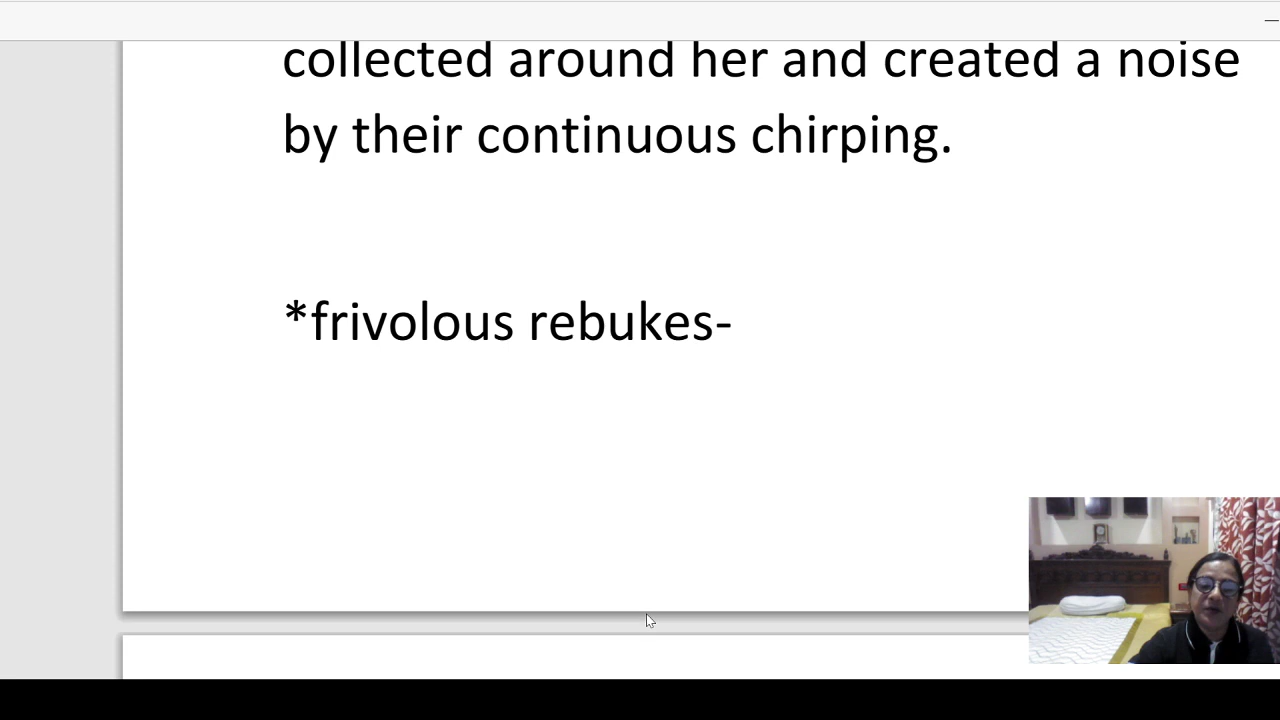 collected around her and created a noise
by their continuous chirping.
*frivolous rebukes-